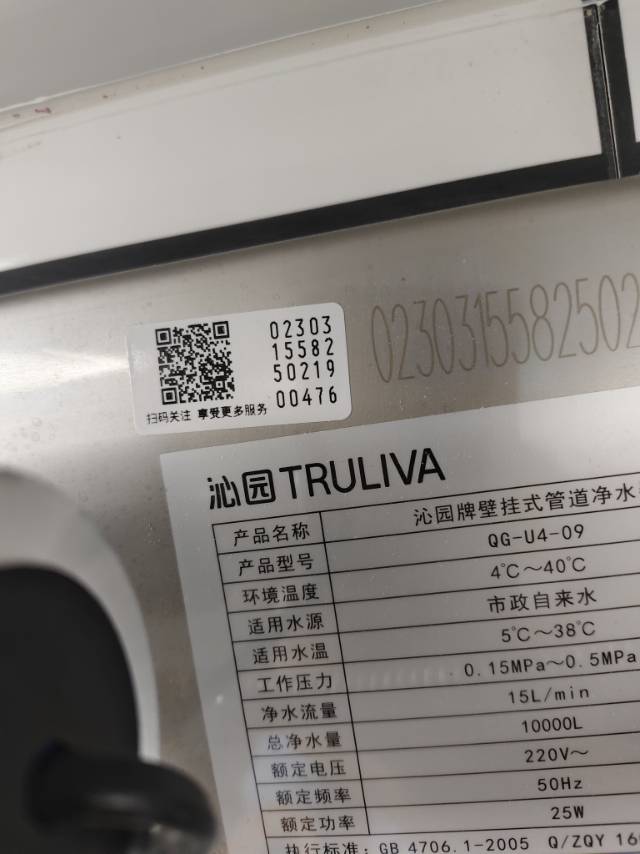 02303
15582
50219
00476
扫码关注 享受更多服务
0230315582502
沁园TRULIVA
产品名称 沁园牌壁挂式管道净水
产品型号 QG-U4-09
环境温度 4℃～40℃
适用水源 市政自来水
适用水温 5℃～38℃
工作压力 0.15MPa～0.5MPa
净水流量 15L/min
总净水量 10000L
额定电压 220V～
额定频率 50Hz
额定功率 25W
执行标准: GB 4706.1-2005 Q/ZQY 16